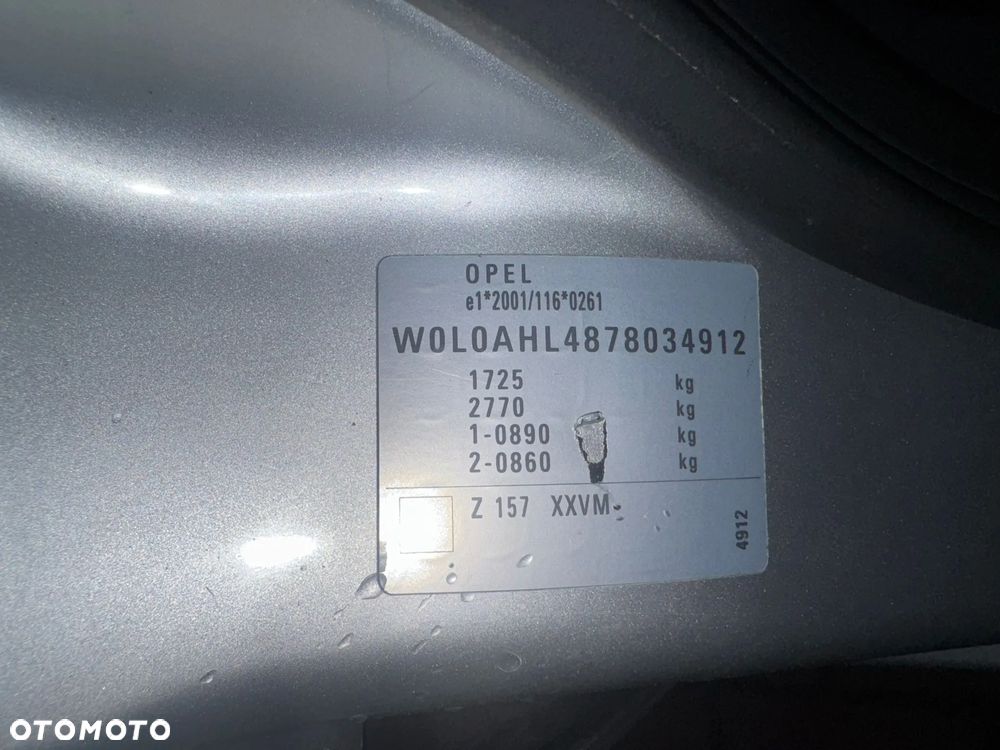 OPEL
e1*2001/116*0261
W0L0AHL4878034912
1725 kg
2770 kg
1-0890 kg
2-0860 kg
Z 157 XXVM
4912
OTOMOTO